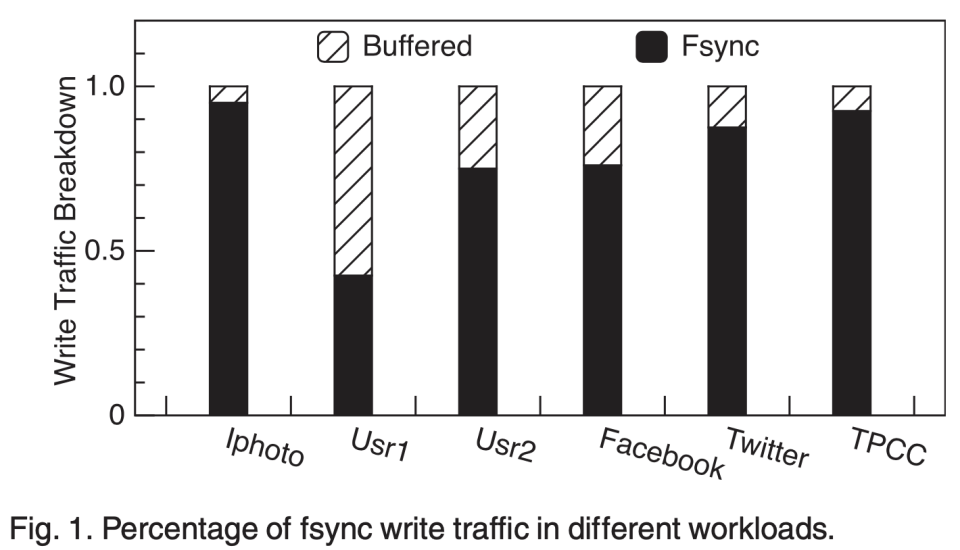 Buffered Fsync
Write Traffic Breakdown
1.0
0.5
0
Iphoto Usr1 Usr2 Facebook Twitter TPCC
Fig. 1. Percentage of fsync write traffic in different workloads.